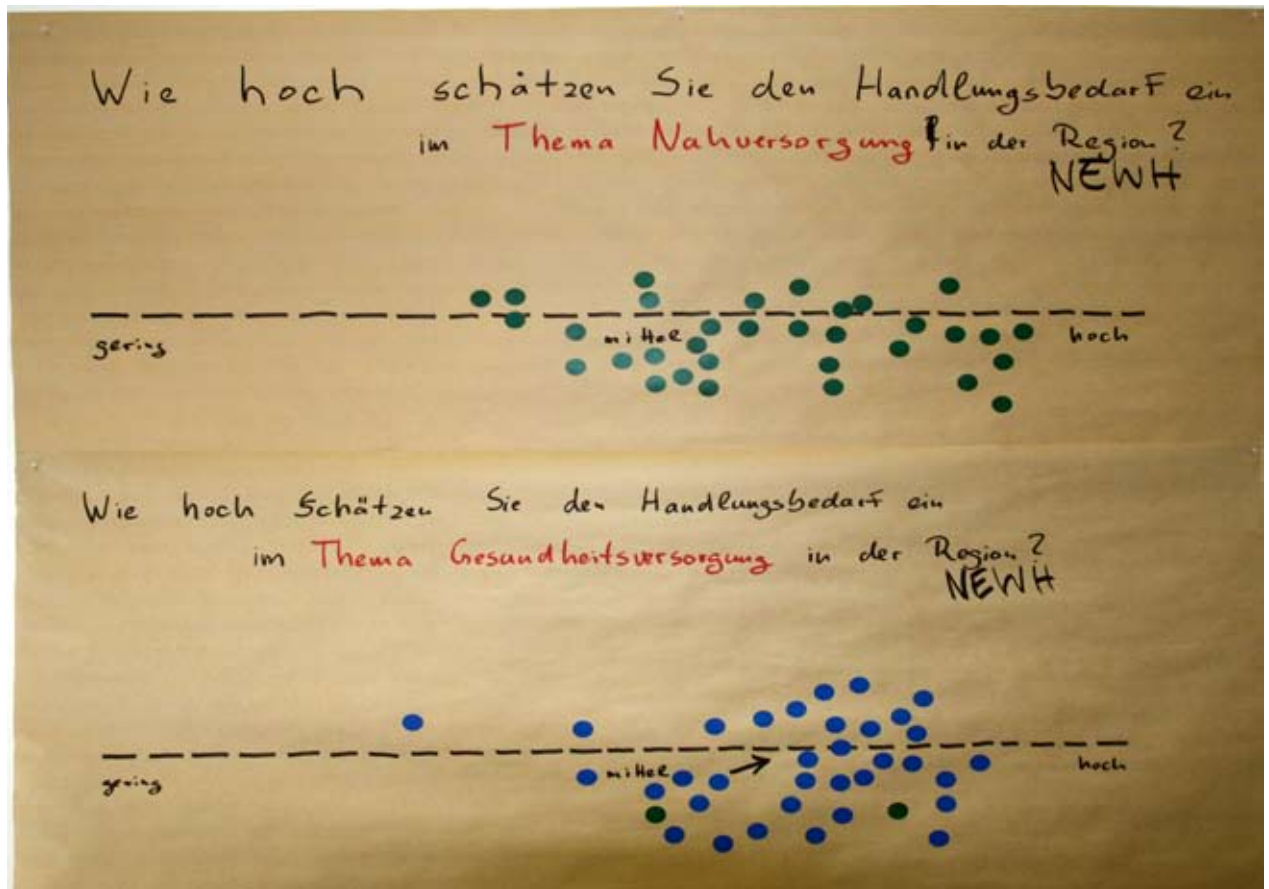 Wie hoch schätzen Sie den Handlungsbedarf ein
im Thema Nahversorgung in der Region?
NEWH
gering mittel hoch
Wie hoch Schätzen Sie den Handlungsbedarf ein
im Thema Gesundheitsversorgung in der Region?
NEWH
gering mittel hoch